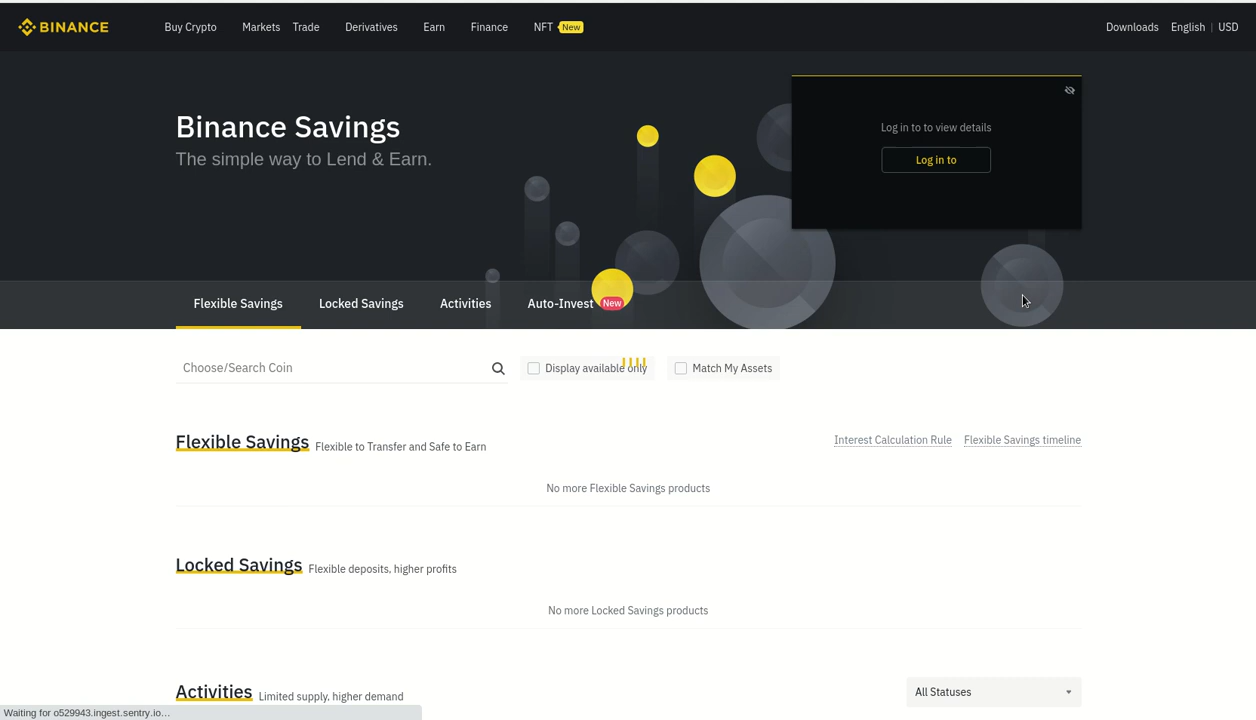 BINANCE Buy Crypto Markets Trade Derivatives Earn Finance NFT New Downloads English | USD
Binance Savings
The simple way to Lend & Earn.
Log in to to view details
Log in to
Flexible Savings Locked Savings Activities Auto-Invest New
Choose/Search Coin Display available only Match My Assets
Flexible Savings Flexible to Transfer and Safe to Earn Interest Calculation Rule Flexible Savings timeline
No more Flexible Savings products
Locked Savings Flexible deposits, higher profits
No more Locked Savings products
Activities Limited supply, higher demand All Statuses
Waiting for o529943.ingest.sentry.io...